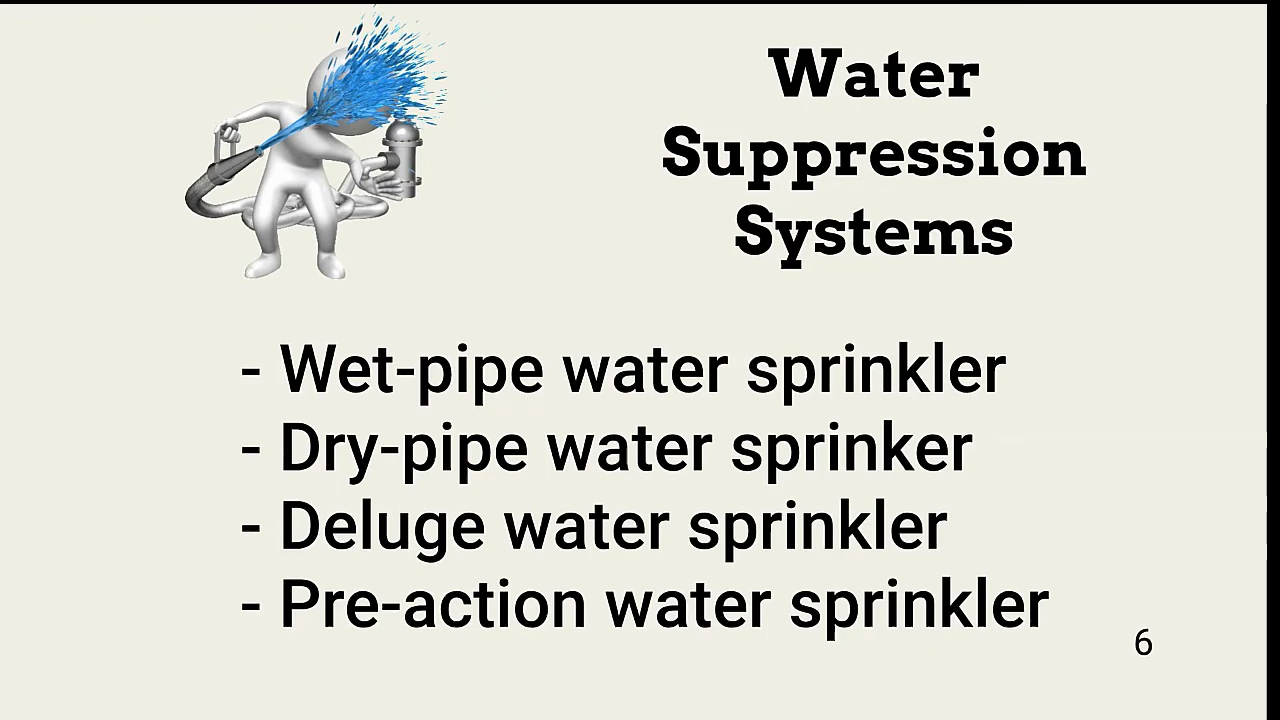 Water
Suppression
Systems
- Wet-pipe water sprinkler
- Dry-pipe water sprinker
- Deluge water sprinkler
- Pre-action water sprinkler
6